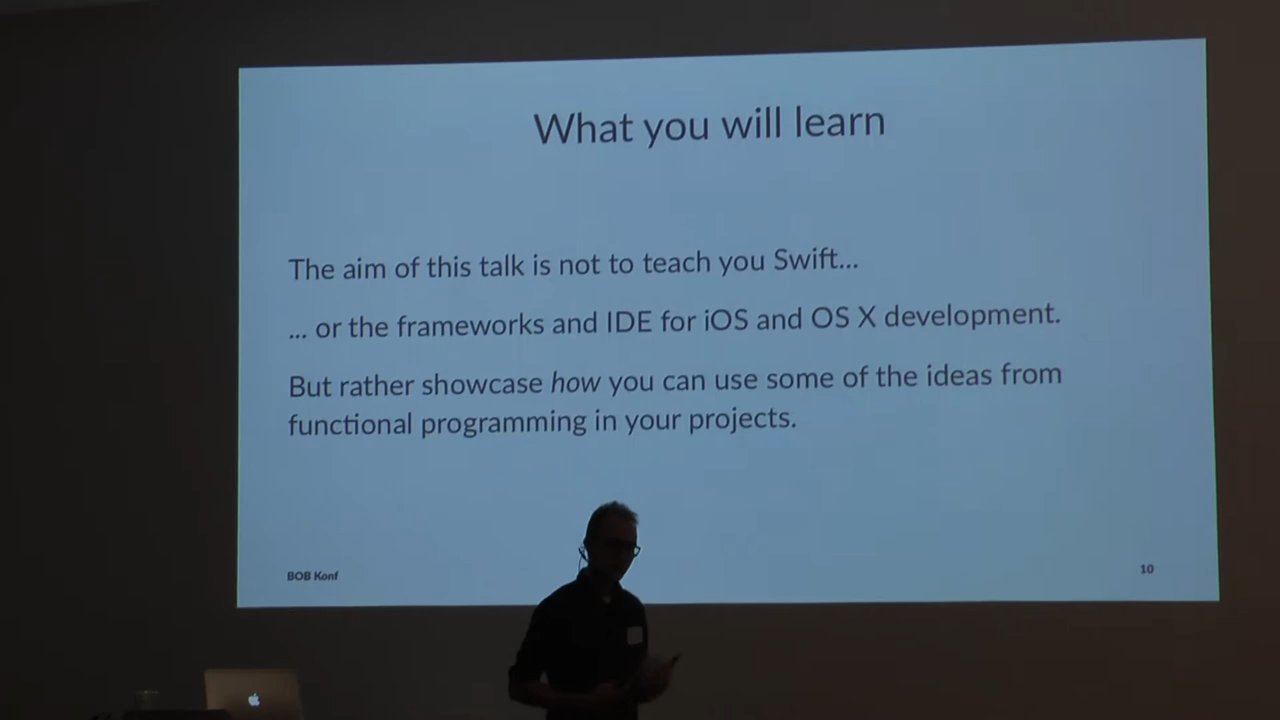 What you will learn
The aim of this talk is not to teach you Swift...
... or the frameworks and IDE for iOS and OS X development.
But rather showcase how you can use some of the ideas from
functional programming in your projects.
BOB Konf
10